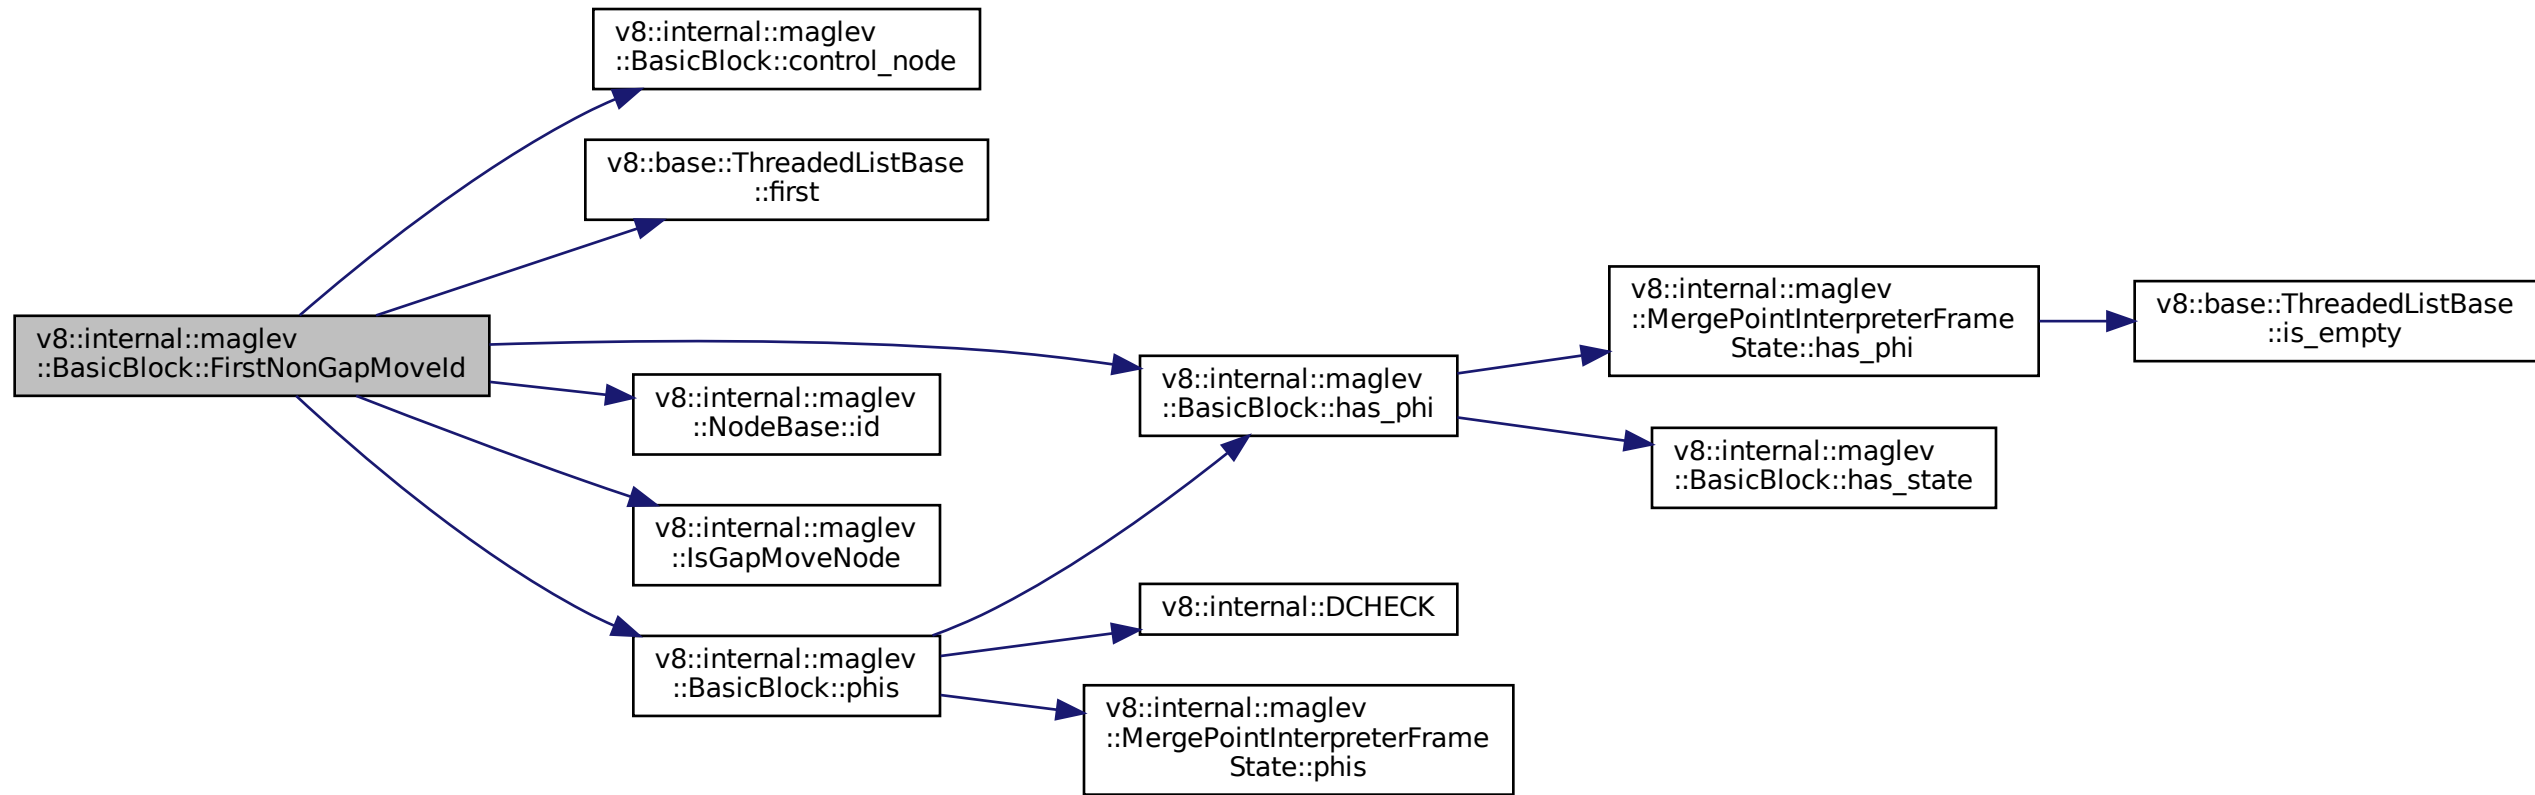 v8::internal::maglev
::BasicBlock::control_node
v8::base::ThreadedListBase
::first
v8::internal::maglev
::BasicBlock::FirstNonGapMoveId
v8::internal::maglev
::NodeBase::id
v8::internal::maglev
::IsGapMoveNode
v8::internal::maglev
::BasicBlock::phis
v8::internal::maglev
::BasicBlock::has_phi
v8::internal::DCHECK
v8::internal::maglev
::MergePointInterpreterFrame
State::phis
v8::internal::maglev
::MergePointInterpreterFrame
State::has_phi
v8::internal::maglev
::BasicBlock::has_state
v8::base::ThreadedListBase
::is_empty